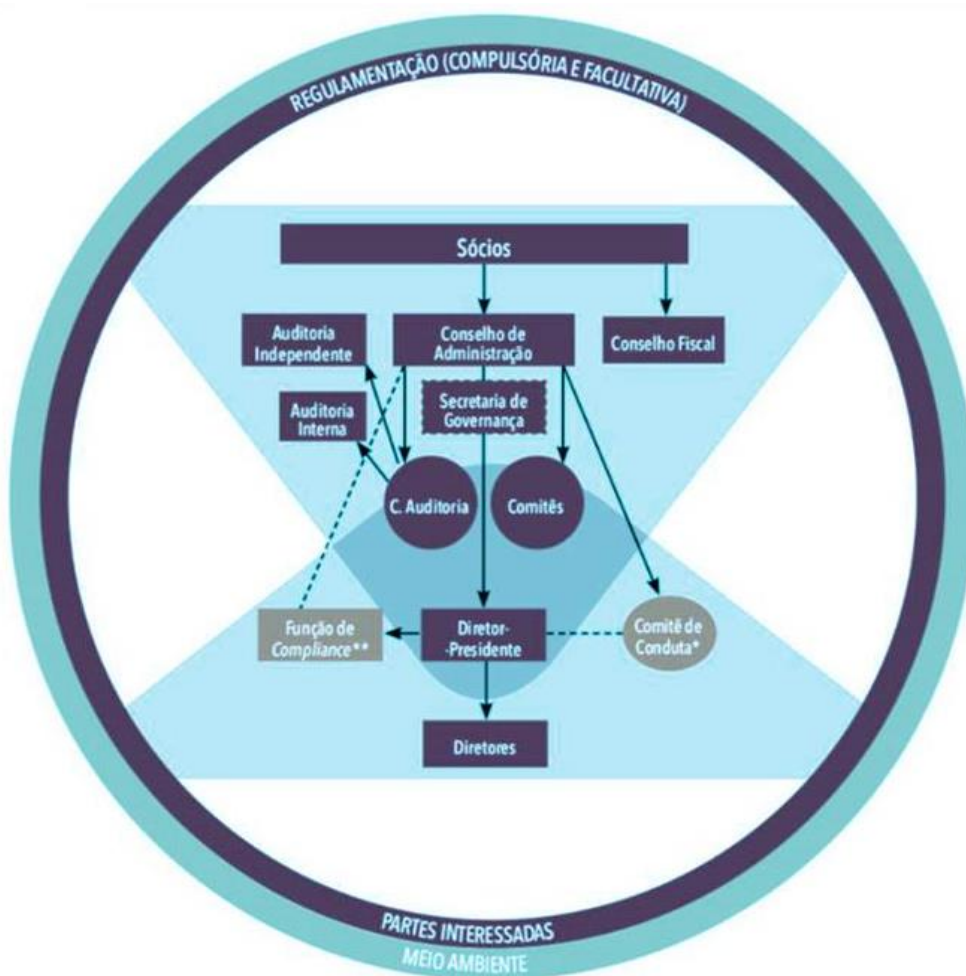 REGULAMENTAÇÃO (COMPULSÓRIA E FACULTATIVA)
Sócios
Auditoria
Independente
Conselho de
Administração
Conselho Fiscal
Auditoria
Interna
Secretaria de
Governança
C. Auditoria
Comitês
Função de
Compliance**
Diretor-
-Presidente
Comitê de
Conduta*
Diretores
PARTES INTERESSADAS
MEIO AMBIENTE